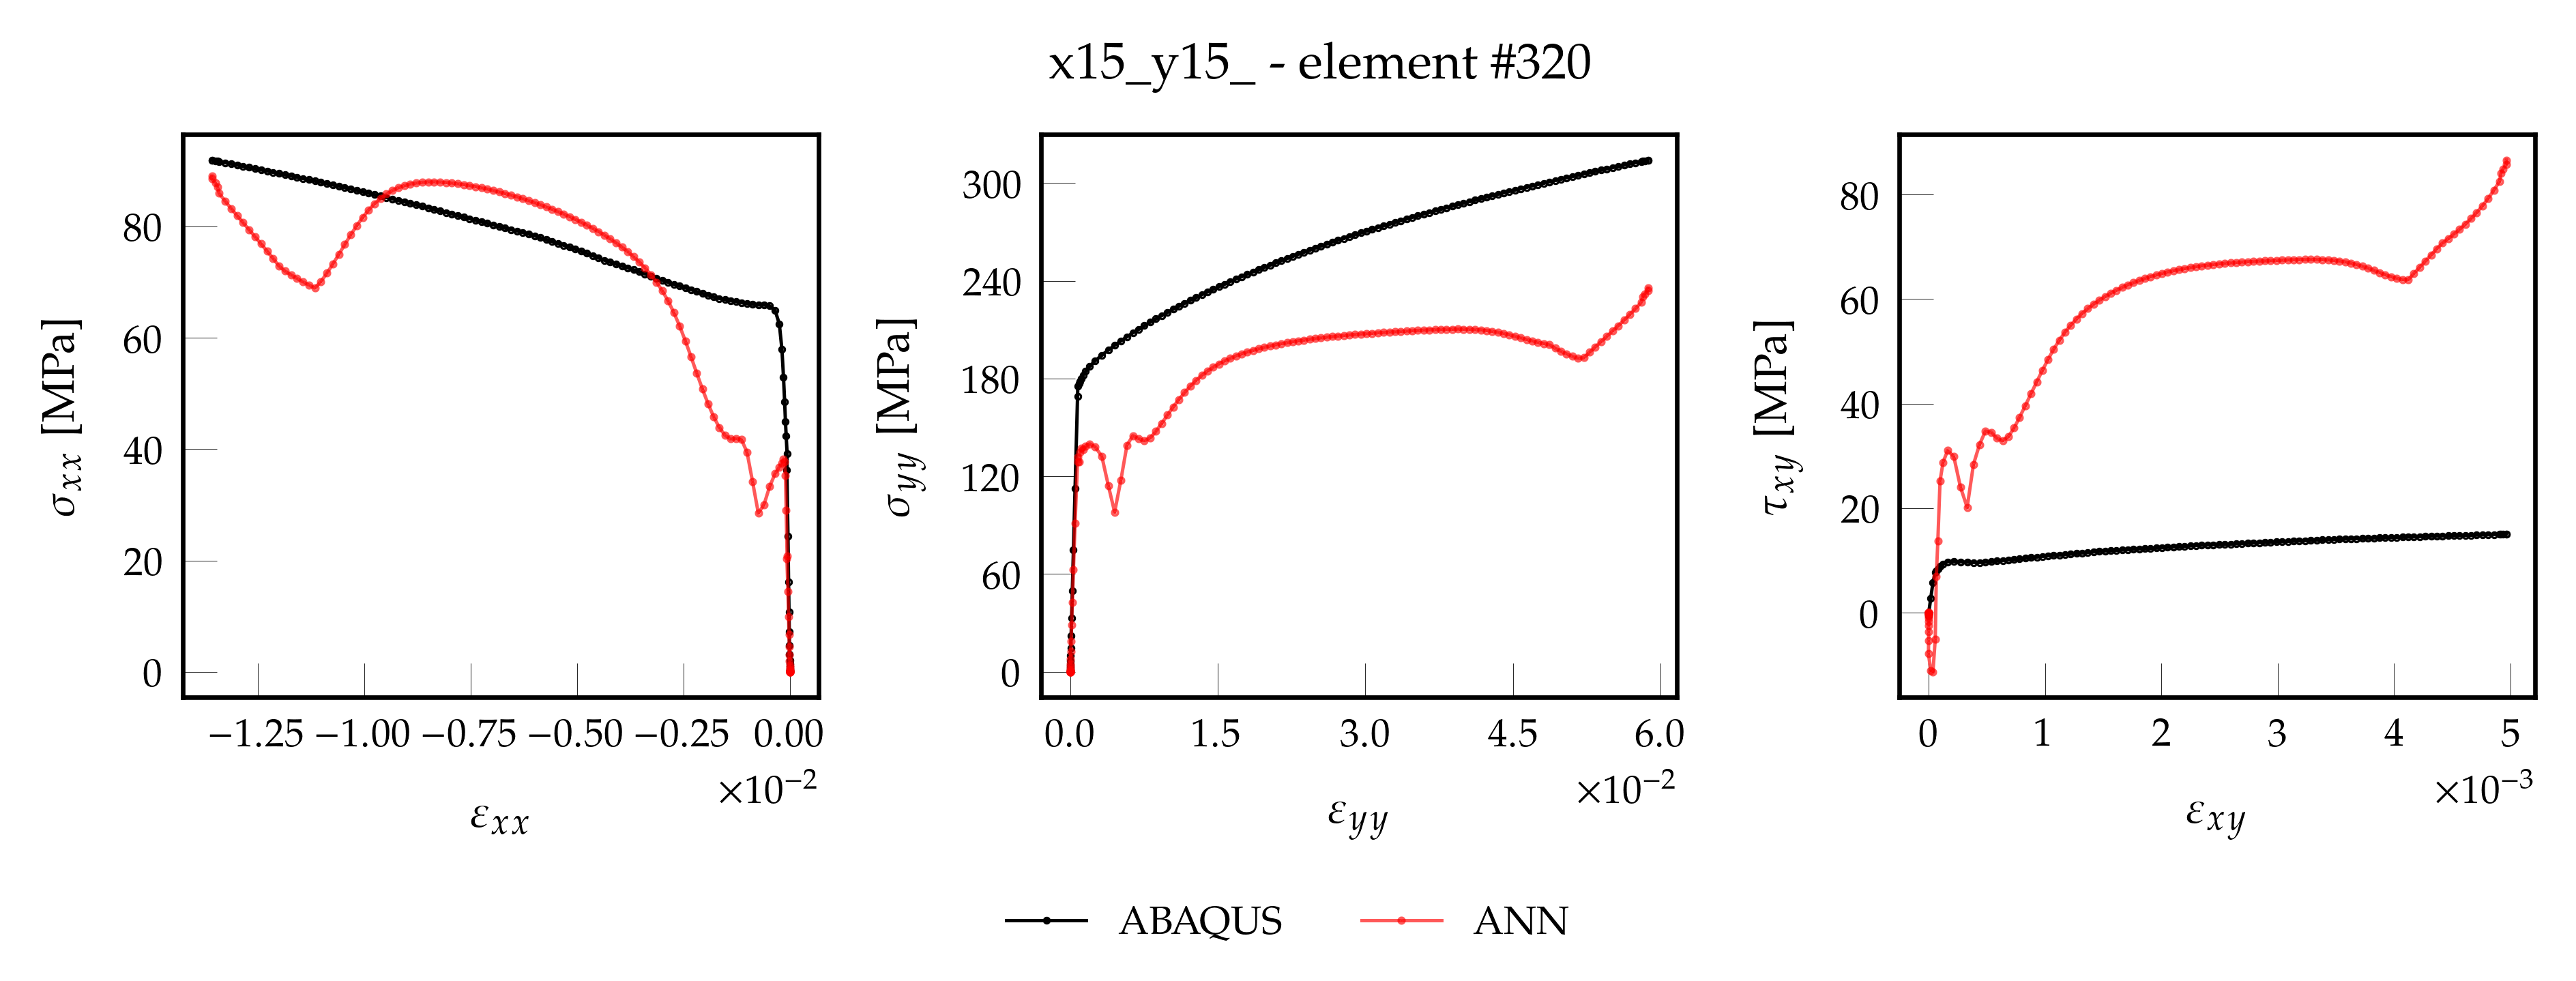 x15_y15_ - element #320
σxx [MPa]
80
60
40
20
0
−1.25 −1.00 −0.75 −0.50 −0.25 0.00
×10−2
εxx
σyy [MPa]
300
240
180
120
60
0
0.0 1.5 3.0 4.5 6.0
×10−2
εyy
τxy [MPa]
80
60
40
20
0
0 1 2 3 4 5
×10−3
εxy
ABAQUS ANN